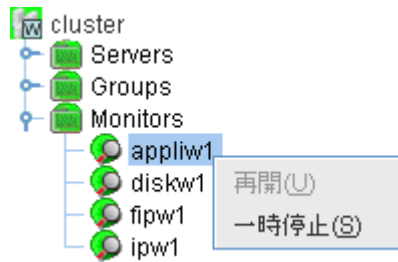 cluster
Servers
Groups
Monitors
appliw1
diskw1
fipw1
ipw1
再開(U)
一時停止(S)